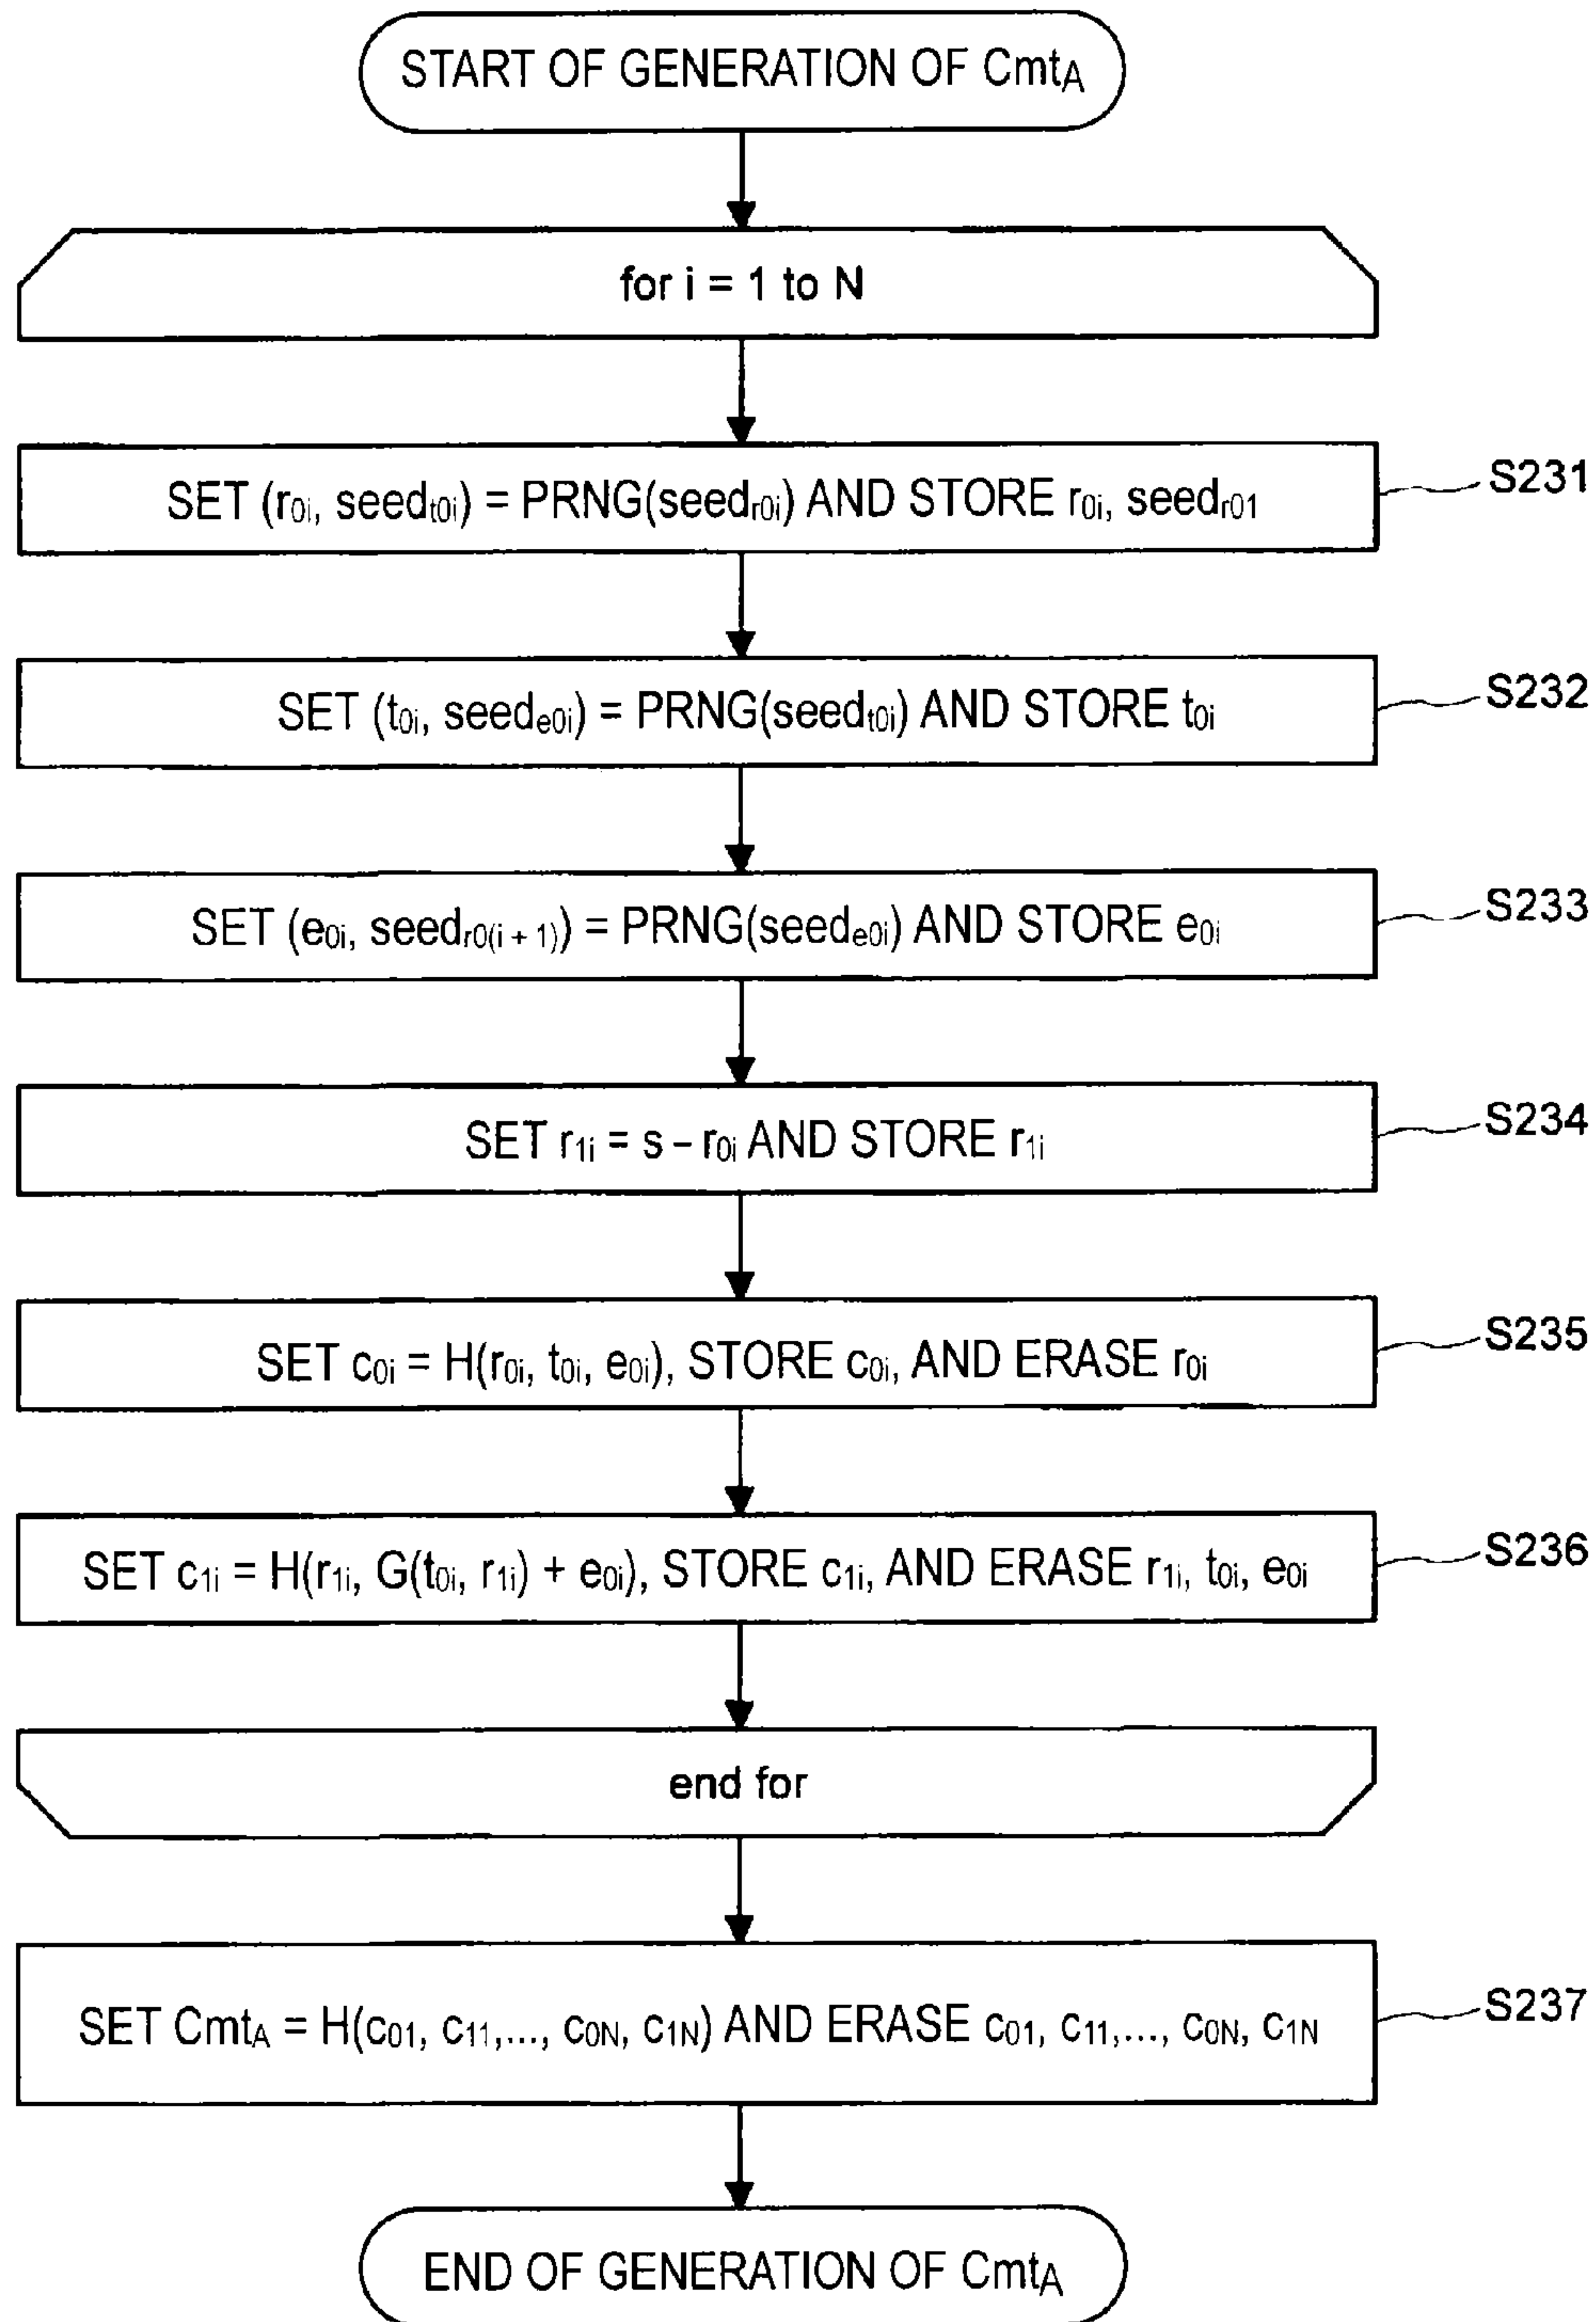 START OF GENERATION OF CmtA
for i = 1 to N
SET (r0i, seedt0i) = PRNG(seedr0i) AND STORE r0i, seedr01
S231
SET (t0i, seede0i) = PRNG(seedt0i) AND STORE t0i
S232
SET (e0i, seedr0(i + 1)) = PRNG(seede0i) AND STORE e0i
S233
SET r1i = s – r0i AND STORE r1i
S234
SET c0i = H(r0i, t0i, e0i), STORE c0i, AND ERASE r0i
S235
SET c1i = H(r1i, G(t0i, r1i) + e0i), STORE c1i, AND ERASE r1i, t0i, e0i
S236
end for
SET CmtA = H(c01, c11,..., c0N, c1N) AND ERASE c01, c11,..., c0N, c1N
S237
END OF GENERATION OF CmtA